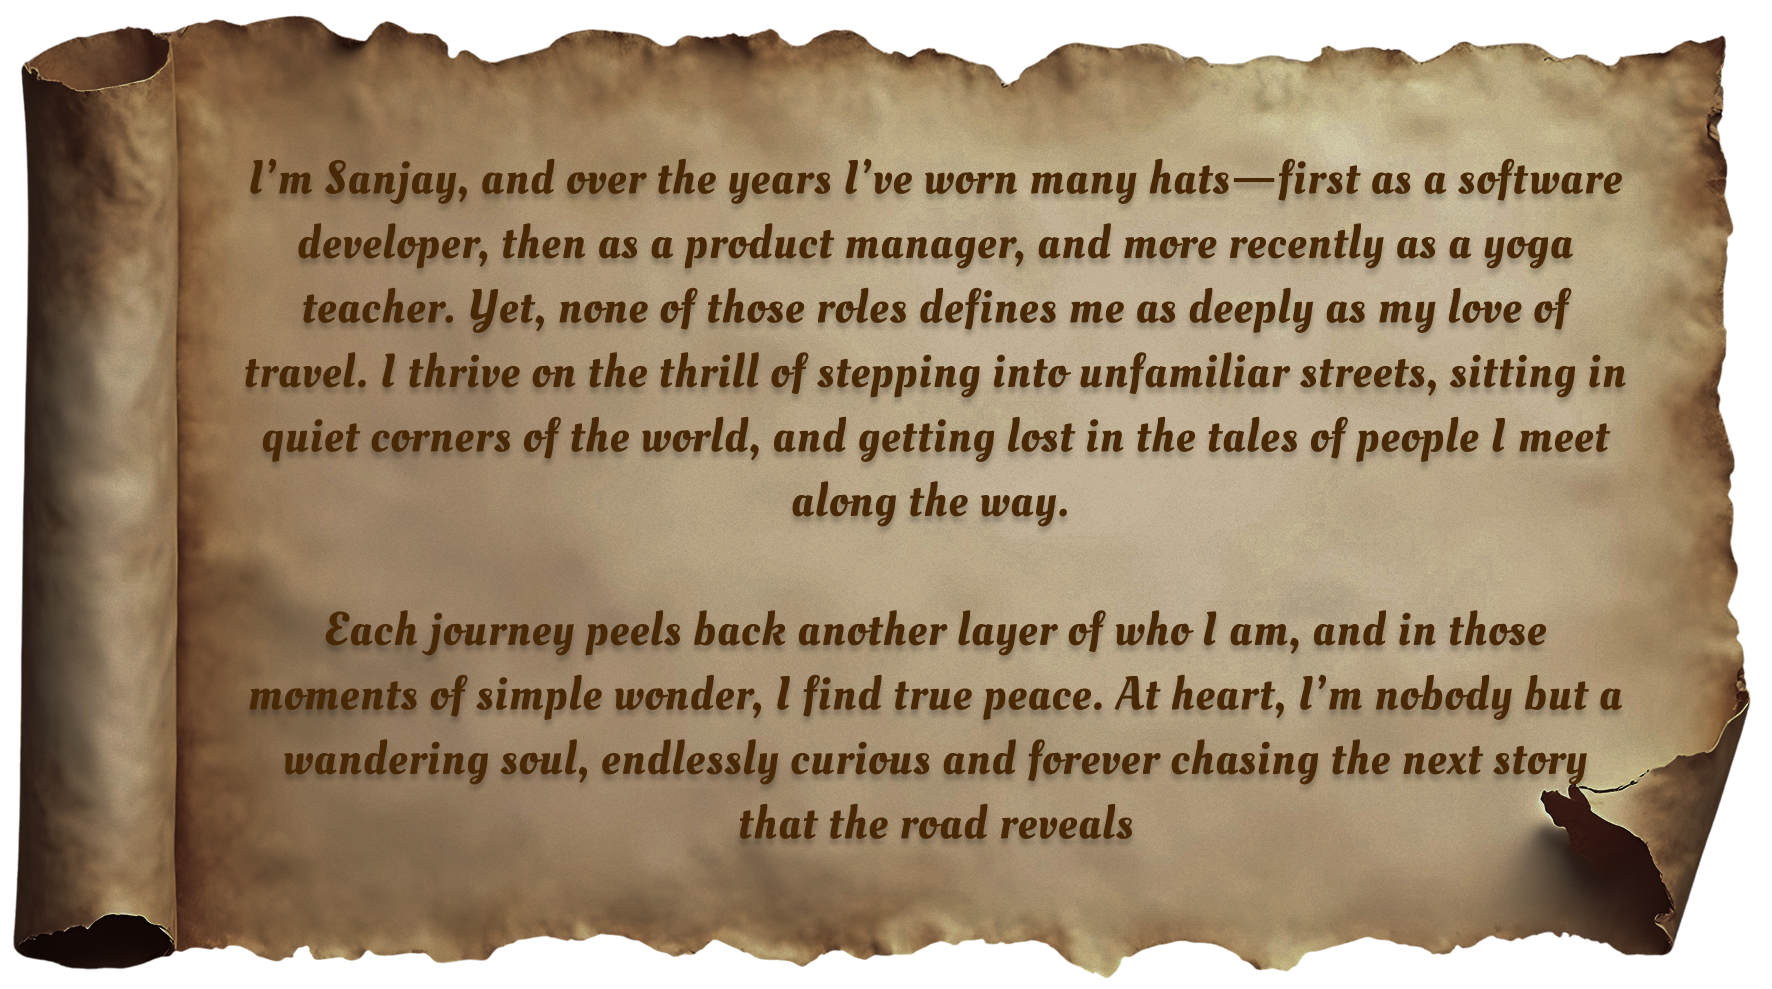 I’m Sanjay, and over the years I’ve worn many hats—first as a software
developer, then as a product manager, and more recently as a yoga
teacher. Yet, none of those roles defines me as deeply as my love of
travel. I thrive on the thrill of stepping into unfamiliar streets, sitting in
quiet corners of the world, and getting lost in the tales of people I meet
along the way.
Each journey peels back another layer of who I am, and in those
moments of simple wonder, I find true peace. At heart, I’m nobody but a
wandering soul, endlessly curious and forever chasing the next story
that the road reveals